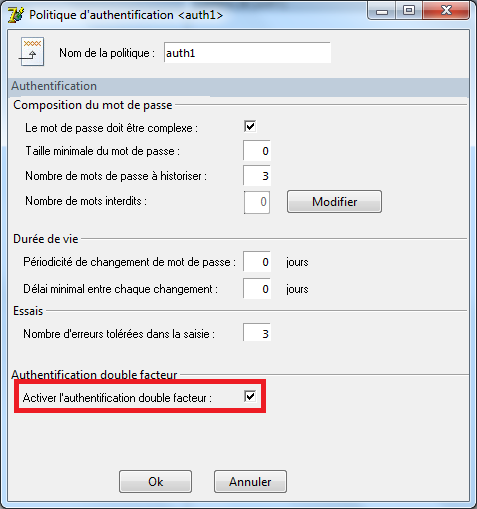 Politique d'authentification <auth1>
xxxxx
Nom de la politique : auth1
Authentification
Composition du mot de passe
Le mot de passe doit être complexe :
Taille minimale du mot de passe : 0
Nombre de mots de passe à historiser : 3
Nombre de mots interdits : 0 Modifier
Durée de vie
Périodicité de changement de mot de passe : 0 jours
Délai minimal entre chaque changement : 0 jours
Essais
Nombre d'erreurs tolérées dans la saisie : 3
Authentification double facteur
Activer l'authentification double facteur :
Ok Annuler